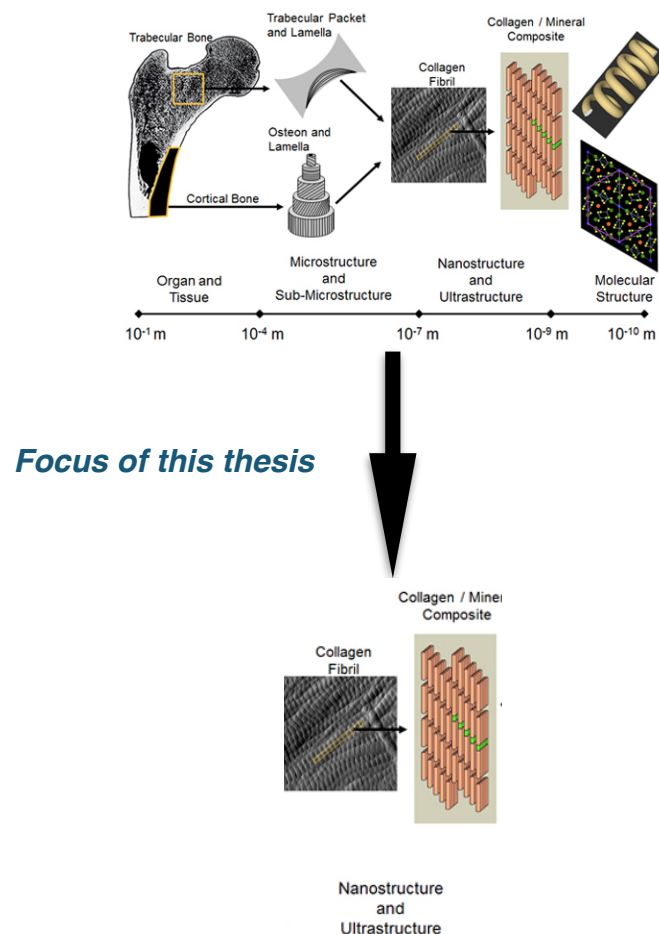 Trabecular Bone
Trabecular Packet
and Lamella
Collagen / Mineral
Composite
Collagen
Fibril
Osteon and
Lamella
Cortical Bone
Organ and
Tissue
Microstructure
and
Sub-Microstructure
Nanostructure
and
Ultrastructure
Molecular
Structure
10-1 m
10-4 m
10-7 m
10-9 m
10-10 m
Focus of this thesis
Collagen / Miner
Composite
Collagen
Fibril
Nanostructure
and
Ultrastructure